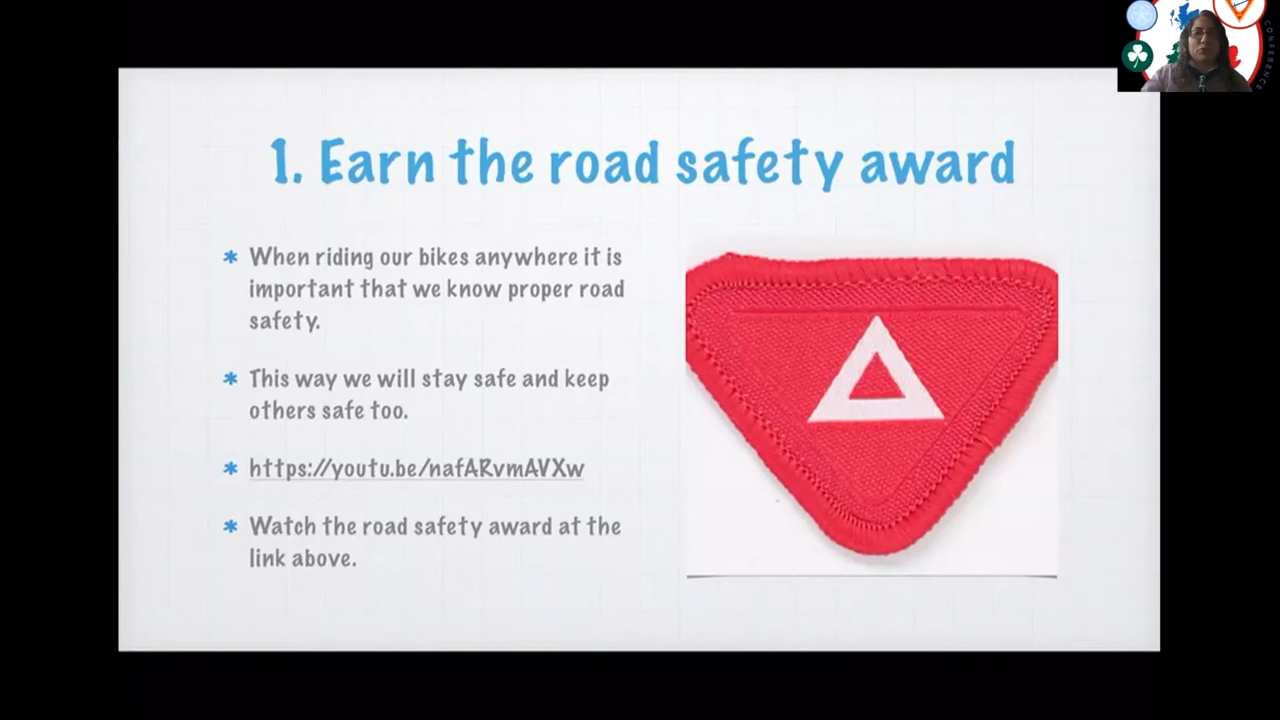 1. Earn the road safety award
* When riding our bikes anywhere it is
important that we know proper road
safety.
* This way we will stay safe and keep
others safe too.
* https://youtu.be/nafARvmAVXw
* Watch the road safety award at the
link above.
CONFERENCE